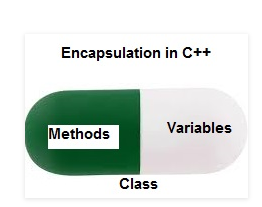 Encapsulation in C++
Methods
Variables
Class